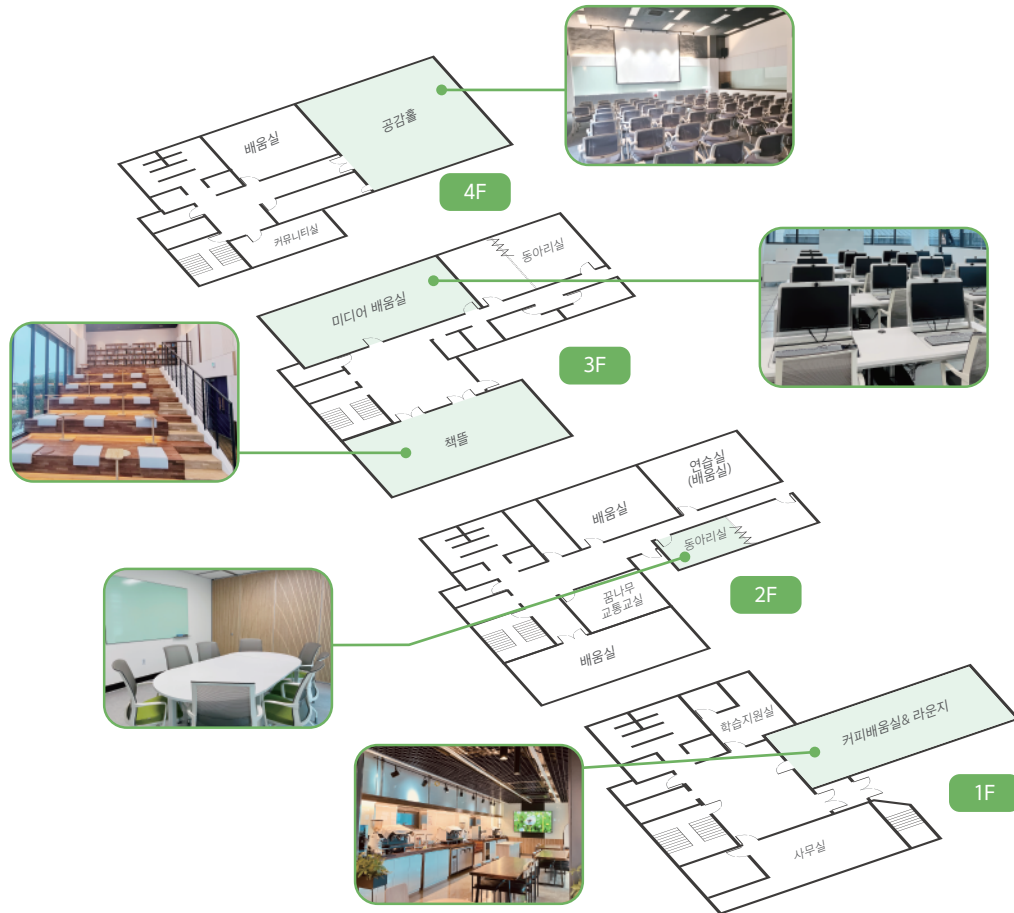 공감홀
배움실
4F
커뮤니티실
동아리실
미디어 배움실
3F
책뜰
연습실
(배움실)
배움실
동아리실
2F
꿈나무
교통교실
배움실
학습지원실
커피배움실& 라운지
1F
사무실